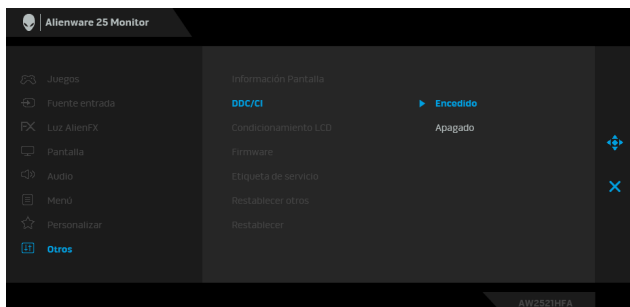 Alienware 25 Monitor
Juegos
Fuente entrada
Luz AlienFX
Pantalla
Audio
Menú
Personalizar
Otros
Información Pantalla
DDC/CI
Encedido
Apagado
Condicionamiento LCD
Firmware
Etiqueta de servicio
Restablecer otros
Restablecer
AW2521HFA